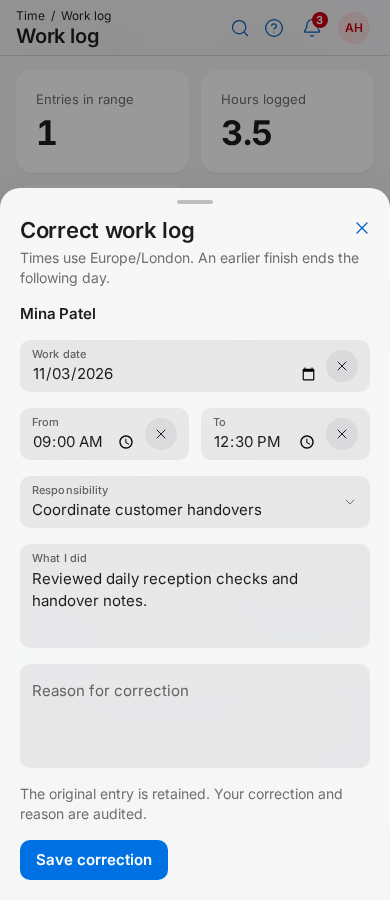 Time / Work log
Work log
3
AH
Entries in range
1
Hours logged
3.5
Correct work log
Times use Europe/London. An earlier finish ends the
following day.
Mina Patel
Work date
11/03/2026
From
09:00 AM
To
12:30 PM
Responsibility
Coordinate customer handovers
What I did
Reviewed daily reception checks and
handover notes.
Reason for correction
The original entry is retained. Your correction and
reason are audited.
Save correction